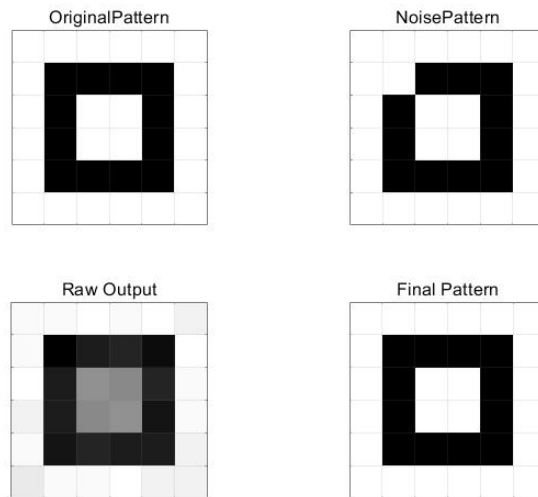 OriginalPattern
NoisePattern
Raw Output
Final Pattern